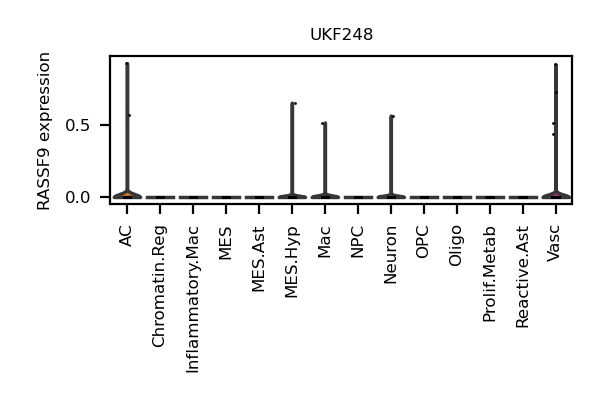 UKF248
RASSF9 expression
0.5
0.0
AC
Chromatin.Reg
Inflammatory.Mac
MES
MES.Ast
MES.Hyp
Mac
NPC
Neuron
OPC
Oligo
Prolif.Metab
Reactive.Ast
Vasc